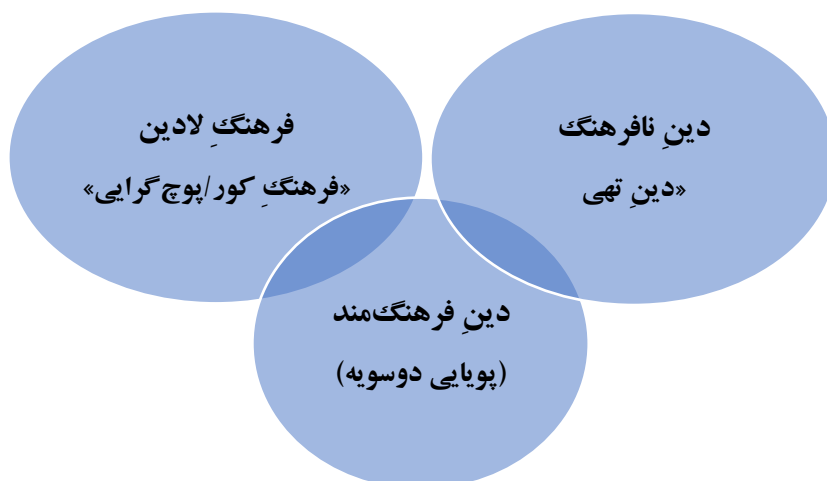 دینِ نافرهنگ
«دینِ تهی
فرهنگِ لادین
«فرهنگِ کور/پوچ‌گرایی»
دینِ فرهنگ‌مند
(پویایی دوسویه)